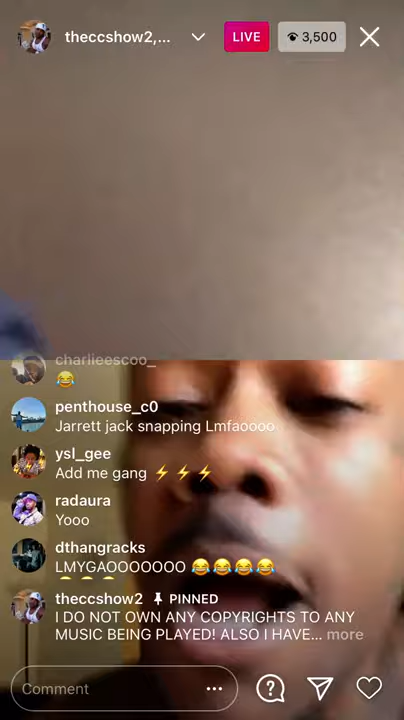 theccshow2,...
LIVE
3,500
charlieescoo_
😂
penthouse_c0
Jarrett jack snapping Lmfaoooo
ysl_gee
Add me gang ⚡⚡⚡
radaura
Yooo
dthangracks
LMYGAOOOOOOO 😂😂😂😂
theccshow2 PINNED
I DO NOT OWN ANY COPYRIGHTS TO ANY
MUSIC BEING PLAYED! ALSO I HAVE... more
Comment